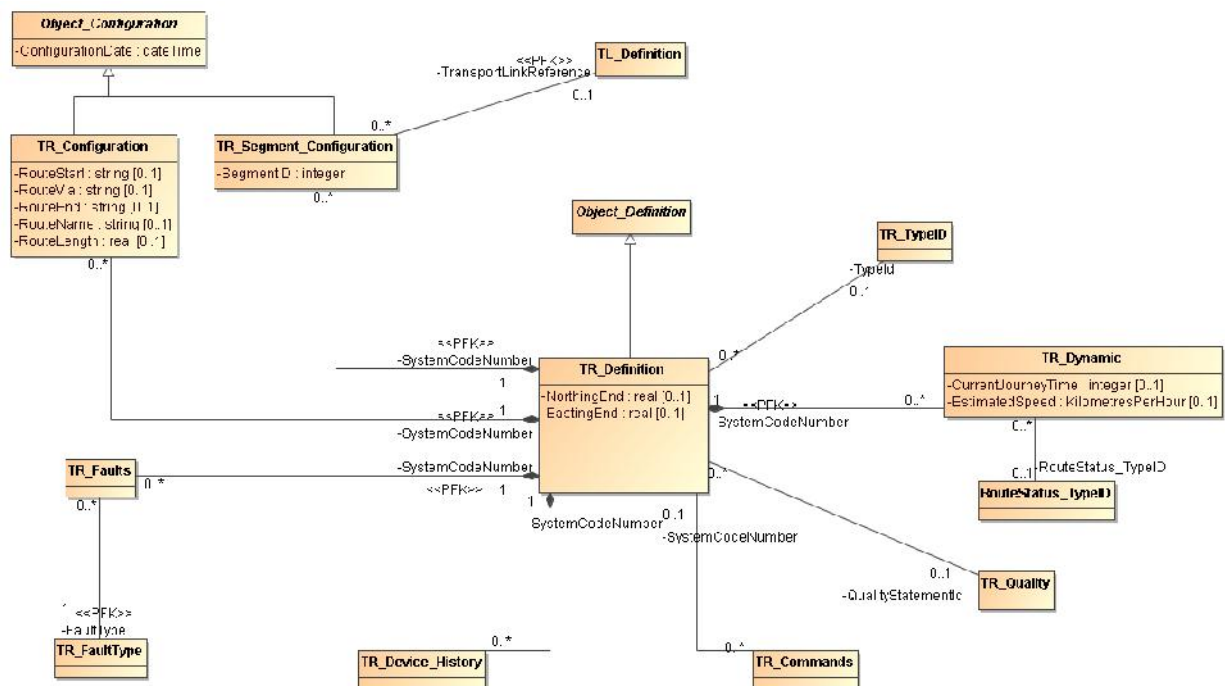 Object_Configuration
-ConfigurationDate : dateTime
TR_Configuration
-RouteStart : string [0..1]
-RouteVia : string [0..1]
-RouteEnd : string [0..1]
-RouteName : string [0..1]
-RouteLength : real [0..1]
0..*
TR_Segment_Configuration
-SegmentID : integer
0..*
0..*
<<PFK>>
-TransportLinkReference
TL_Definition
0..1
Object_Definition
TR_TypeID
-TypeId
0..1
0..*
<<PFK>>
-SystemCodeNumber
1
TR_Definition
-NorthingEnd : real [0..1]
EastingEnd : real [0..1]
1
<<PFK>>
-SystemCodeNumber
1
<<PFK>>
SystemCodeNumber
0..*
TR_Dynamic
-CurrentJourneyTime : integer [0..1]
-EstimatedSpeed : KilometresPerHour [0..1]
0..*
0..1
-RouteStatus_TypeID
RouteStatus_TypeID
TR_Faults
0..*
0..*
-SystemCodeNumber
<<PFK>>
1
1
SystemCodeNumber
0..1
-SystemCodeNumber
0..*
0..1
-QualityStatementId
TR_Quality
1
<<PFK>>
-FaultType
TR_FaultType
0..*
TR_Device_History
0..*
TR_Commands